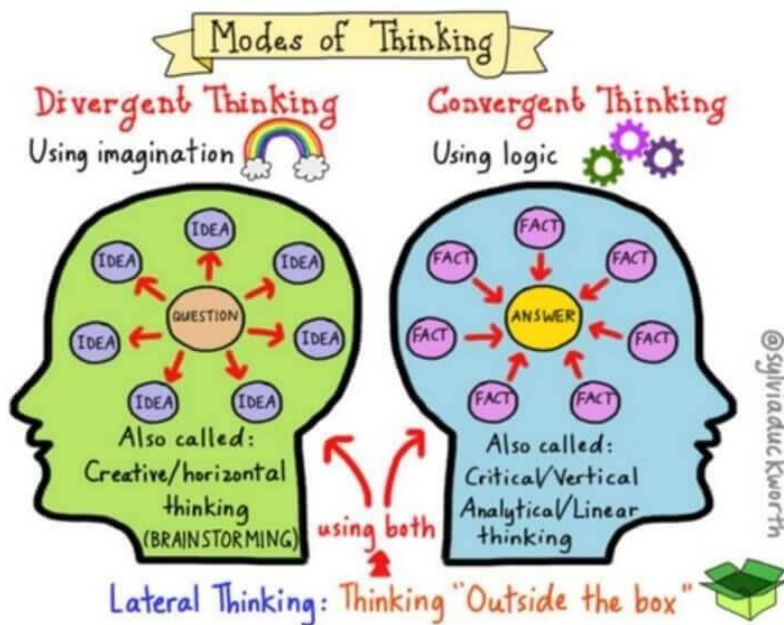 Modes of Thinking
Divergent Thinking
Using imagination
IDEA
IDEA
IDEA
IDEA
IDEA
IDEA
IDEA
QUESTION
Also called:
Creative/horizontal
thinking
(BRAINSTORMING)
Convergent Thinking
Using logic
FACT
FACT
FACT
FACT
FACT
FACT
FACT
ANSWER
Also called:
Critical/Vertical
Analytical/Linear
thinking
using both
Lateral Thinking: Thinking "Outside the box"
@sylviaduckworth